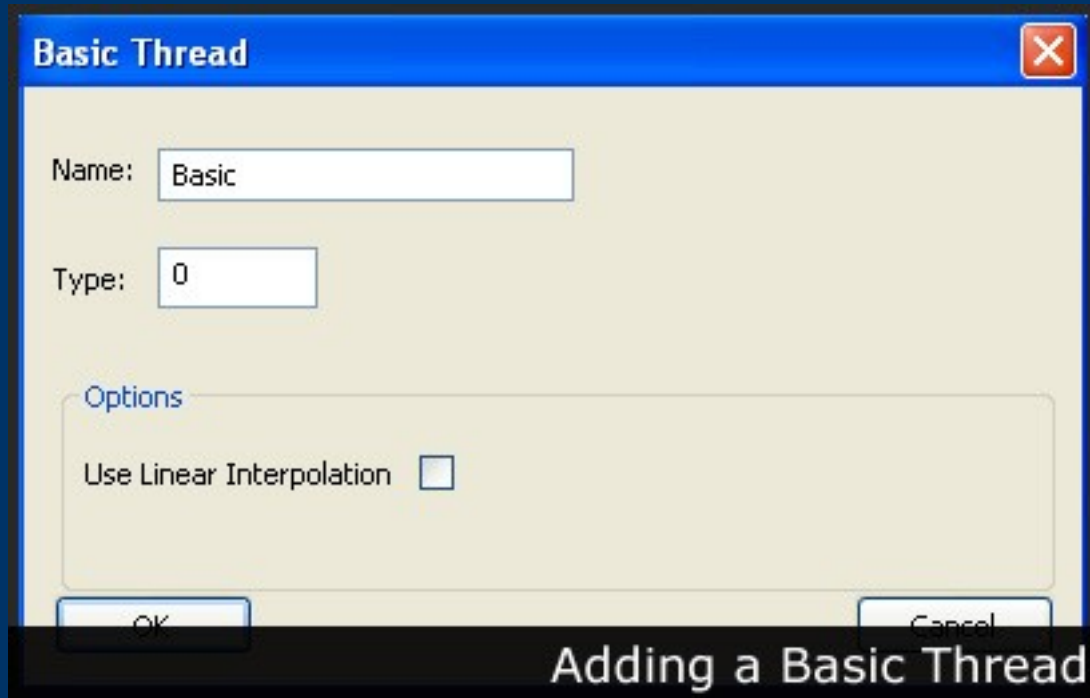 Basic Thread
Name: Basic
Type: 0
Options
Use Linear Interpolation
OK Cancel
Adding a Basic Thread